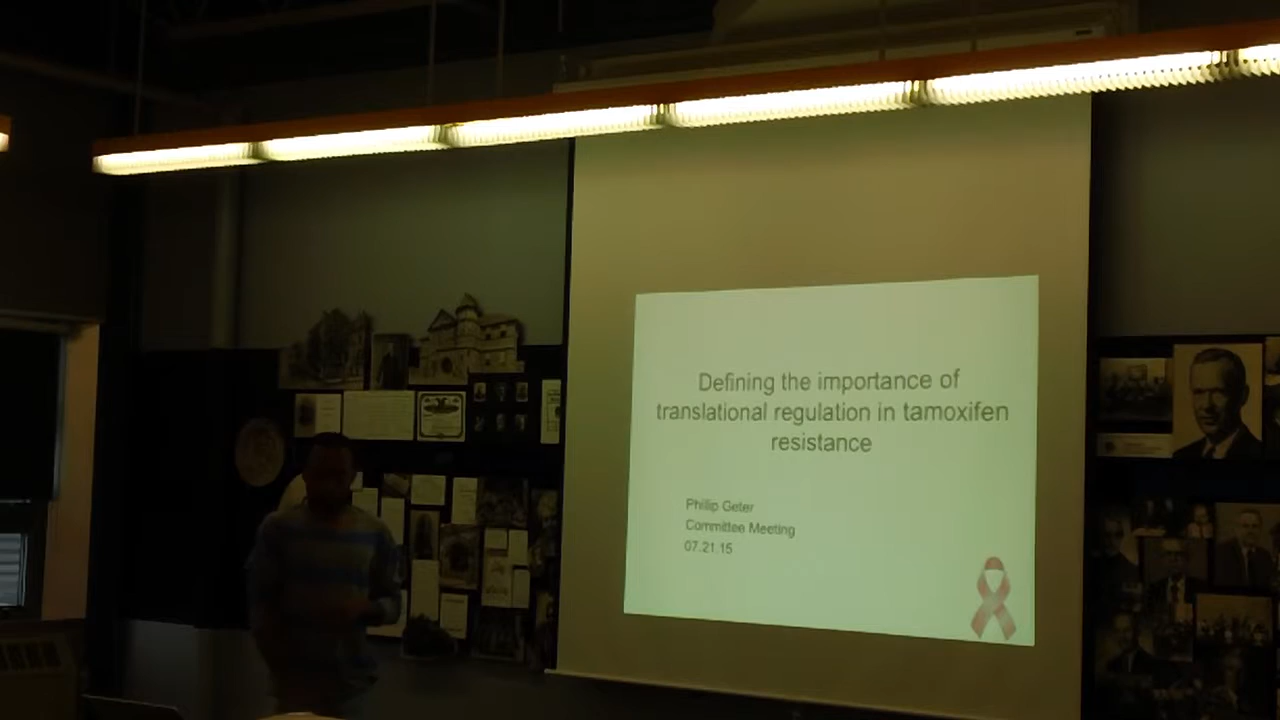 Defining the importance of
translational regulation in tamoxifen
resistance
Phillip Geter
Committee Meeting
07.21.15